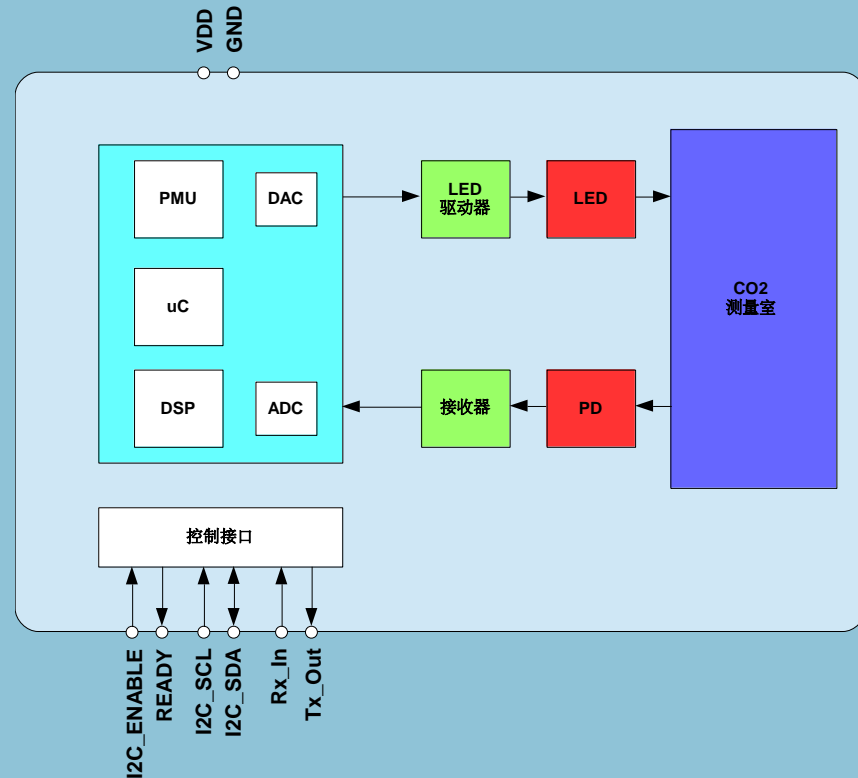 VDD
GND
PMU
DAC
LED
驱动器
LED
uC
CO2
测量室
DSP
ADC
接收器
PD
控制接口
I2C_ENABLE
READY
I2C_SCL
I2C_SDA
Rx_In
Tx_Out